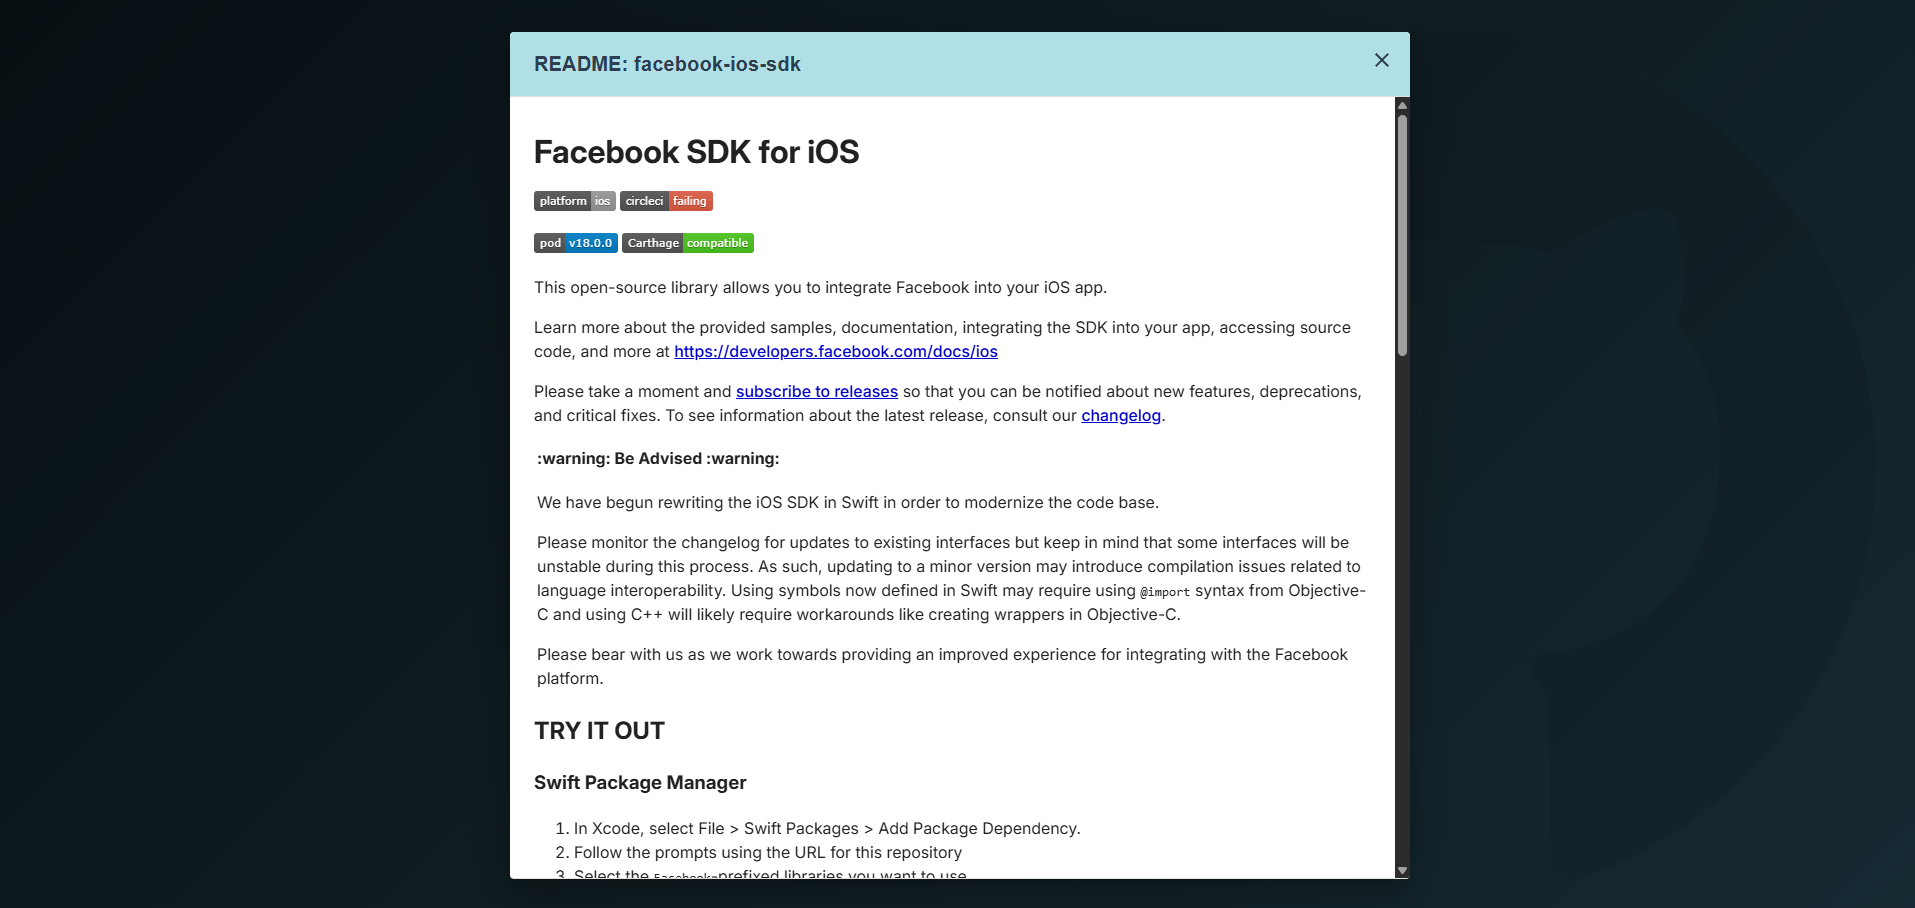 README: facebook-ios-sdk
Facebook SDK for iOS
platform ios circleci failing
pod v18.0.0 Carthage compatible
This open-source library allows you to integrate Facebook into your iOS app.
Learn more about the provided samples, documentation, integrating the SDK into your app, accessing source
code, and more at https://developers.facebook.com/docs/ios
Please take a moment and subscribe to releases so that you can be notified about new features, deprecations,
and critical fixes. To see information about the latest release, consult our changelog.
:warning: Be Advised :warning:
We have begun rewriting the iOS SDK in Swift in order to modernize the code base.
Please monitor the changelog for updates to existing interfaces but keep in mind that some interfaces will be
unstable during this process. As such, updating to a minor version may introduce compilation issues related to
language interoperability. Using symbols now defined in Swift may require using @import syntax from Objective-
C and using C++ will likely require workarounds like creating wrappers in Objective-C.
Please bear with us as we work towards providing an improved experience for integrating with the Facebook
platform.
TRY IT OUT
Swift Package Manager
1. In Xcode, select File > Swift Packages > Add Package Dependency.
2. Follow the prompts using the URL for this repository
3. Select the Facebook-prefixed libraries you want to use